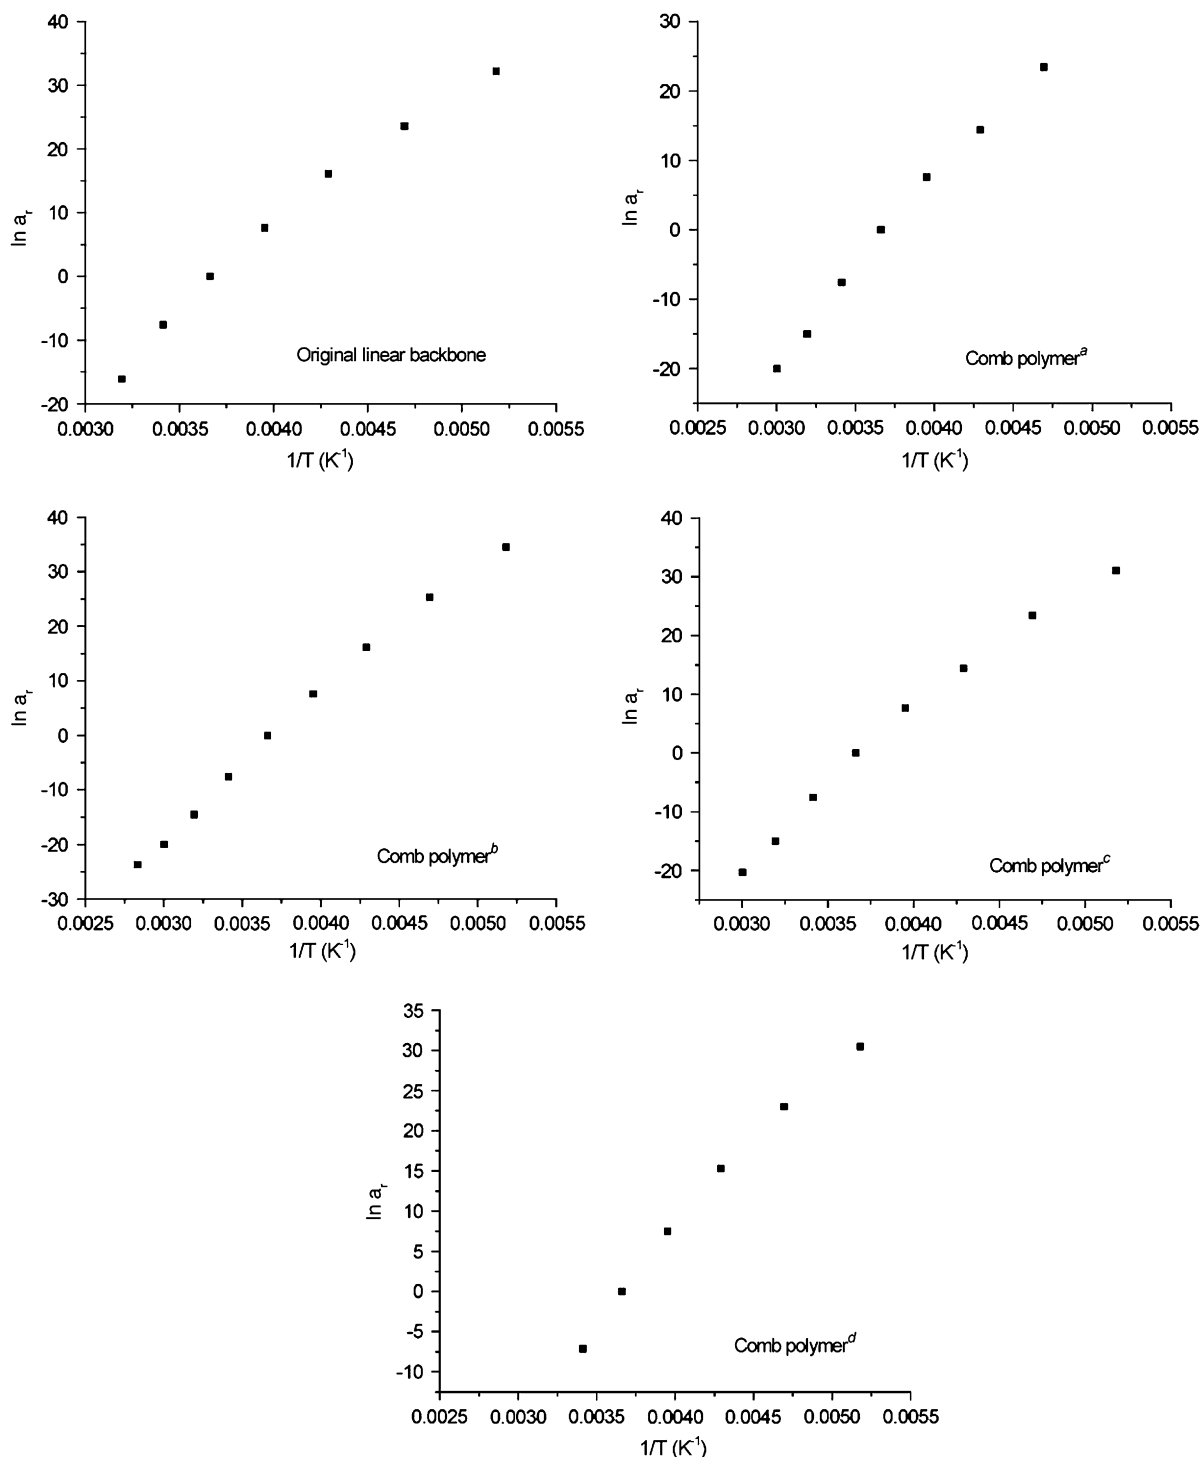 40
30
20
10
0
-10
-20
ln a_r
0.0030 0.0035 0.0040 0.0045 0.0050 0.0055
1/T (K^-1)
Original linear backbone
30
20
10
0
-10
-20
ln a_r
0.0025 0.0030 0.0035 0.0040 0.0045 0.0050 0.0055
1/T (K^-1)
Comb polymer^a
40
30
20
10
0
-10
-20
-30
ln a_r
0.0025 0.0030 0.0035 0.0040 0.0045 0.0050 0.0055
1/T (K^-1)
Comb polymer^b
40
30
20
10
0
-10
-20
ln a_r
0.0030 0.0035 0.0040 0.0045 0.0050 0.0055
1/T (K^-1)
Comb polymer^c
35
30
25
20
15
10
5
0
-5
-10
ln a_r
0.0025 0.0030 0.0035 0.0040 0.0045 0.0050 0.0055
1/T (K^-1)
Comb polymer^d